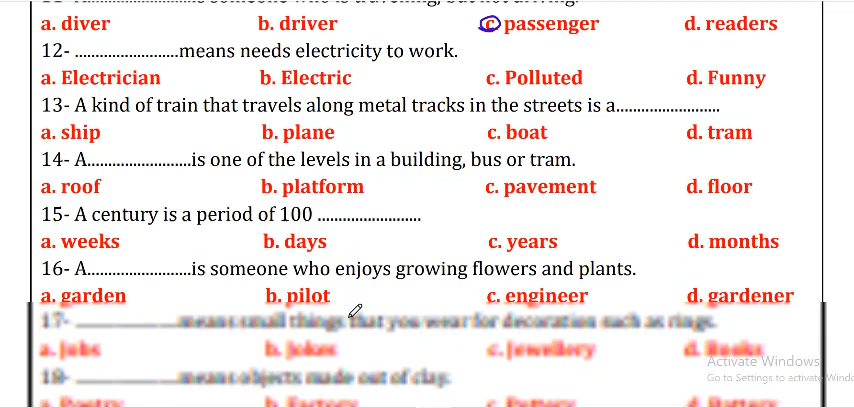 a. diver b. driver c. passenger d. readers
12- .........................means needs electricity to work.
a. Electrician b. Electric c. Polluted d. Funny
13- A kind of train that travels along metal tracks in the streets is a.........................
a. ship b. plane c. boat d. tram
14- A.........................is one of the levels in a building, bus or tram.
a. roof b. platform c. pavement d. floor
15- A century is a period of 100 .........................
a. weeks b. days c. years d. months
16- A.........................is someone who enjoys growing flowers and plants.
a. garden b. pilot c. engineer d. gardener
17- ....................means small things that you wear for decoration such as rings.
a. Jobs b. Jokes c. Jewellery d. Books
18- ....................means objects made out of clay.
a. Poetry b. Factory c. Pottery d. Battery
Activate Windows
Go to Settings to activate Windo